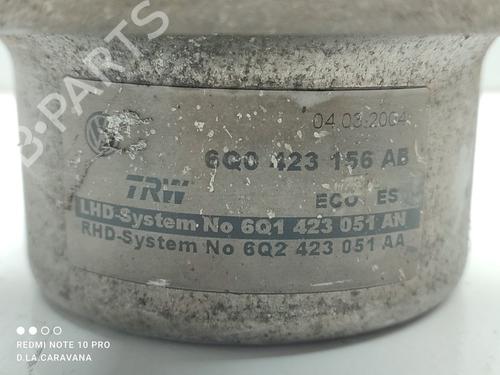 04.03.2004
6Q0 423 156 AB
TRW ECO ES
LHD-System No 6Q1 423 051 AN
RHD-System No 6Q2 423 051 AA
B-PARTS
REDMI NOTE 10 PRO
D.LA.CARAVANA